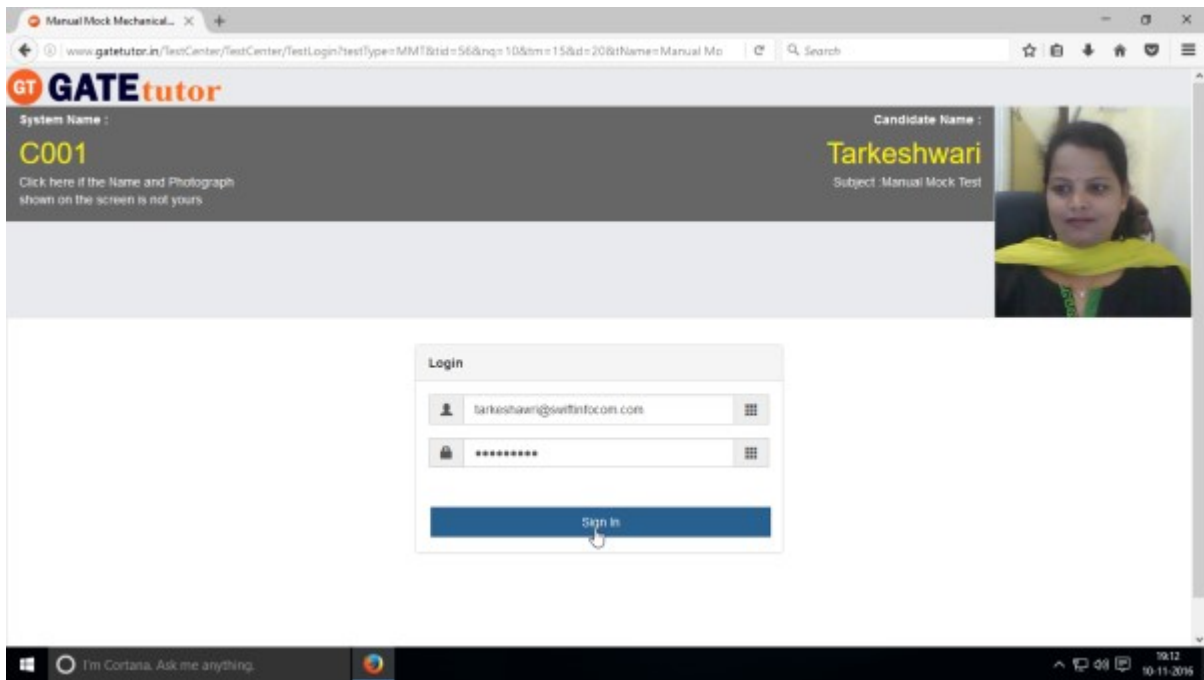 Manual Mock Mechanical...
www.gatetutor.in/TestCenter/TestCenter/TestLogin?testType=MMT&tid=56&nq=10&tm=15&d=20&tName=Manual Mo
Search
GT GATEtutor
System Name :
Candidate Name :
C001
Tarkeshwari
Click here if the Name and Photograph
shown on the screen is not yours
Subject :Manual Mock Test
Login
tarkeshawri@swiftinfocom.com
Sign In
I'm Cortana. Ask me anything.
19:12
10-11-2016